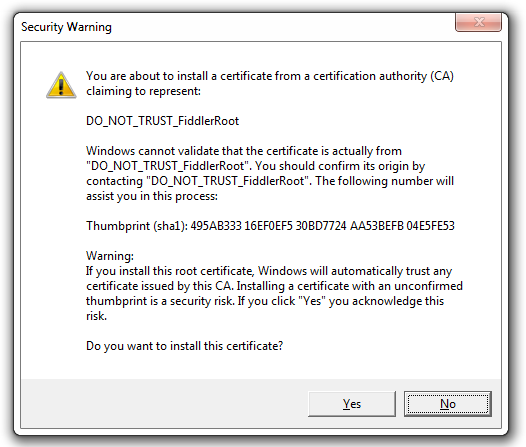 Security Warning
You are about to install a certificate from a certification authority (CA)
claiming to represent:
DO_NOT_TRUST_FiddlerRoot
Windows cannot validate that the certificate is actually from
"DO_NOT_TRUST_FiddlerRoot". You should confirm its origin by
contacting "DO_NOT_TRUST_FiddlerRoot". The following number will
assist you in this process:
Thumbprint (sha1): 495AB333 16EF0EF5 30BD7724 AA53BEFB 04E5FE53
Warning:
If you install this root certificate, Windows will automatically trust any
certificate issued by this CA. Installing a certificate with an unconfirmed
thumbprint is a security risk. If you click "Yes" you acknowledge this
risk.
Do you want to install this certificate?
Yes
No